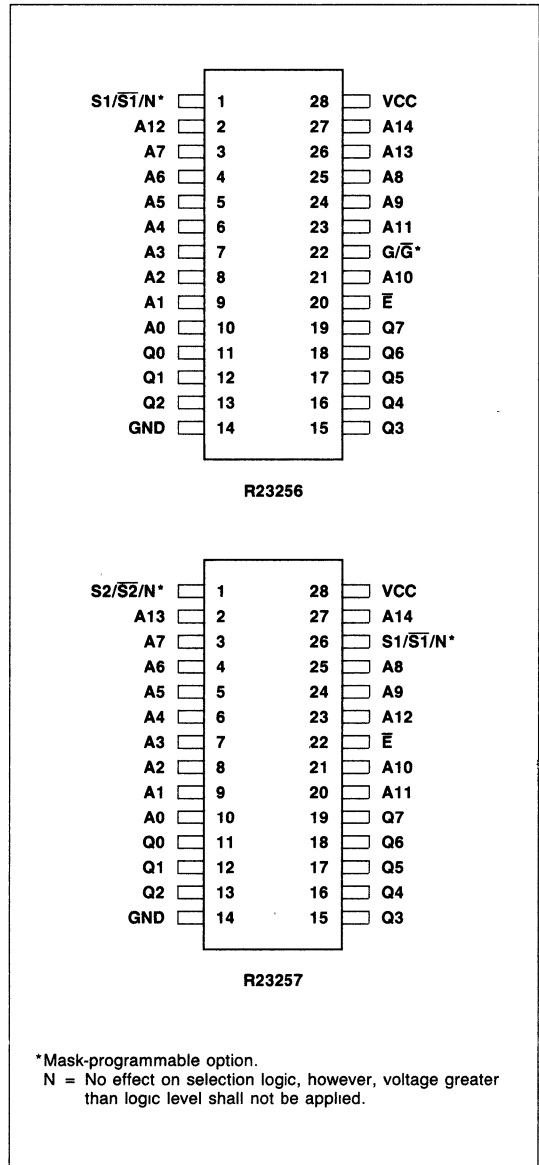 S1/S̅1̅/N* 1 28 VCC
A12 2 27 A14
A7 3 26 A13
A6 4 25 A8
A5 5 24 A9
A4 6 23 A11
A3 7 22 G/G̅*
A2 8 21 A10
A1 9 20 E̅
A0 10 19 Q7
Q0 11 18 Q6
Q1 12 17 Q5
Q2 13 16 Q4
GND 14 15 Q3
R23256
S2/S̅2̅/N* 1 28 VCC
A13 2 27 A14
A7 3 26 S1/S̅1̅/N*
A6 4 25 A8
A5 5 24 A9
A4 6 23 A12
A3 7 22 E̅
A2 8 21 A10
A1 9 20 A11
A0 10 19 Q7
Q0 11 18 Q6
Q1 12 17 Q5
Q2 13 16 Q4
GND 14 15 Q3
R23257
*Mask-programmable option.
N = No effect on selection logic, however, voltage greater
than logic level shall not be applied.